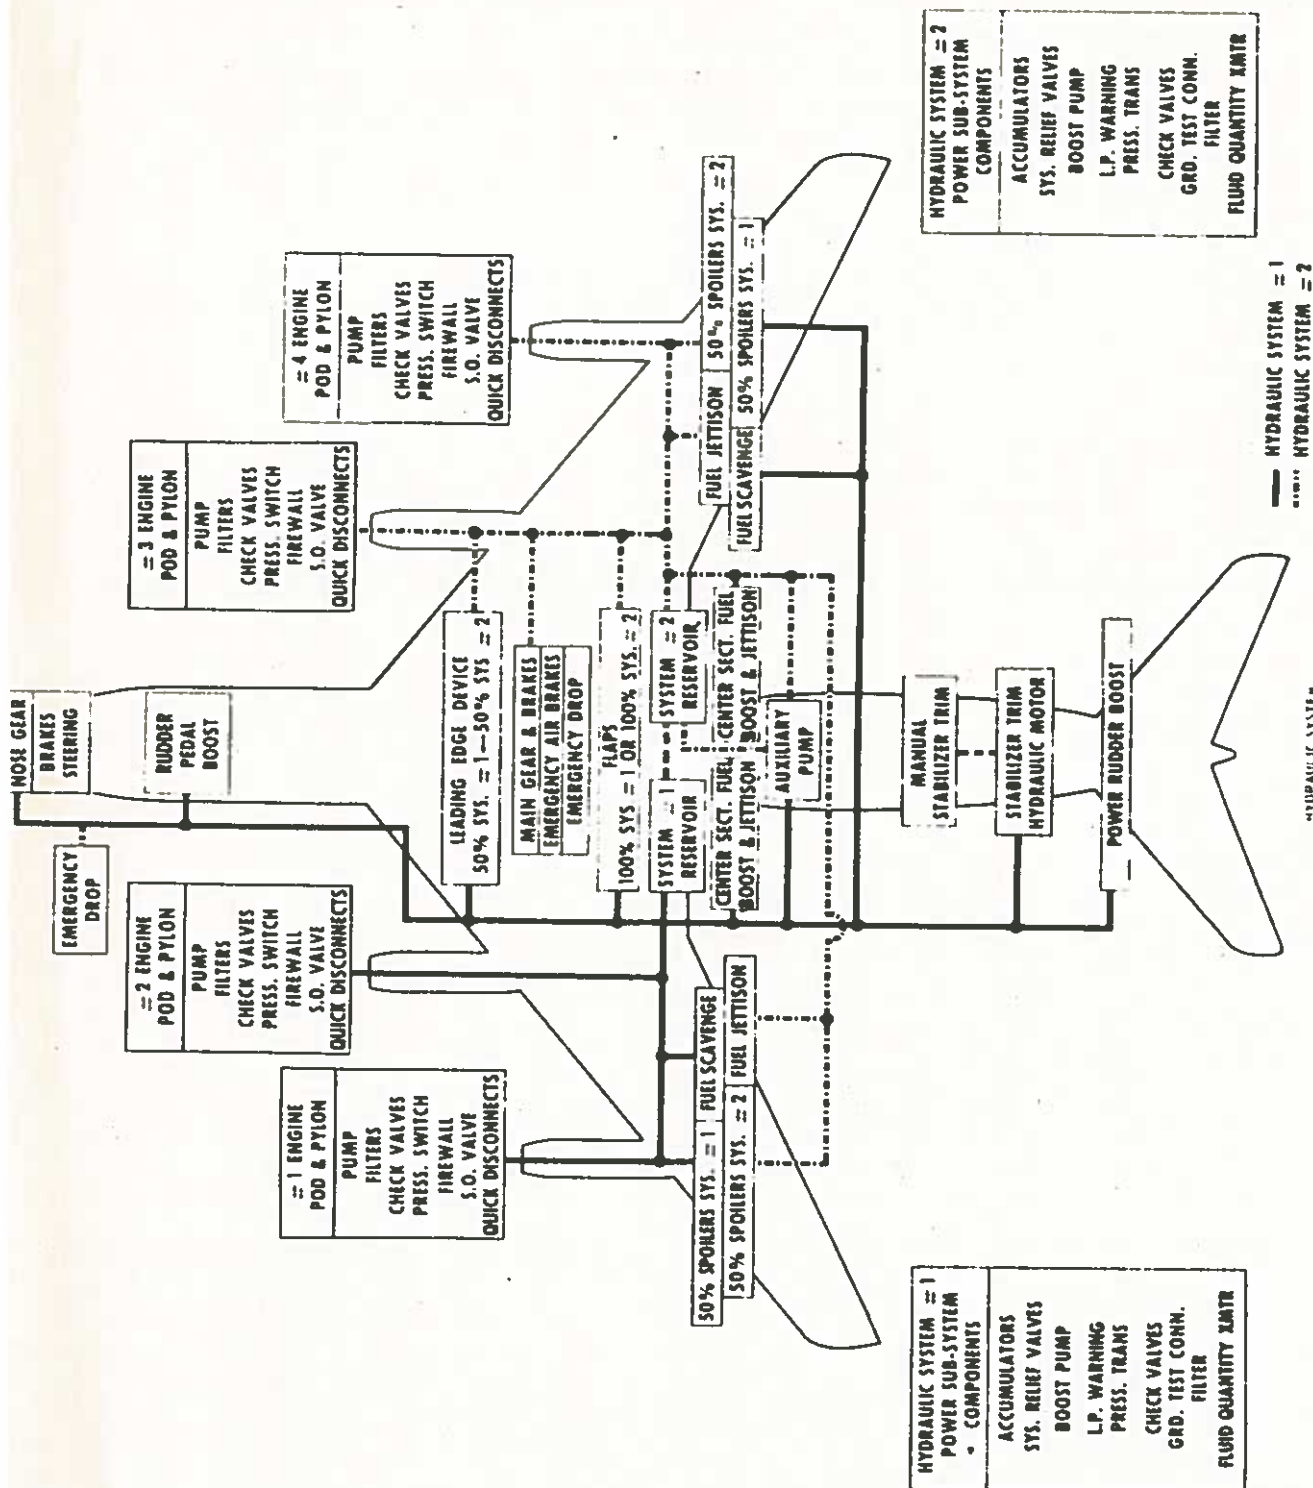 NOSE GEAR
BRAKES
STEERING
EMERGENCY
DROP
RUDDER
PEDAL
BOOST
= 1 ENGINE
POD & PYLON
PUMP
FILTERS
CHECK VALVES
PRESS. SWITCH
FIREWALL
S.O. VALVE
QUICK DISCONNECTS
= 2 ENGINE
POD & PYLON
PUMP
FILTERS
CHECK VALVES
PRESS. SWITCH
FIREWALL
S.O. VALVE
QUICK DISCONNECTS
= 3 ENGINE
POD & PYLON
PUMP
FILTERS
CHECK VALVES
PRESS. SWITCH
FIREWALL
S.O. VALVE
QUICK DISCONNECTS
= 4 ENGINE
POD & PYLON
PUMP
FILTERS
CHECK VALVES
PRESS. SWITCH
FIREWALL
S.O. VALVE
QUICK DISCONNECTS
LEADING EDGE DEVICE
50% SYS. = 1—50% SYS = 2
MAIN GEAR & BRAKES
EMERGENCY AIR BRAKES
EMERGENCY DROP
FLAPS
100% SYS = 1 OR 100% SYS. = 2
SYSTEM = 1
RESERVOIR
SYSTEM = 2
RESERVOIR
CENTER SECT. FUEL
BOOST & JETTISON
CENTER SECT. FUEL
BOOST & JETTISON
AUXILIARY
PUMP
50% SPOILERS SYS. = 1
FUEL SCAVENGE
50% SPOILERS SYS. = 2
FUEL JETTISON
FUEL JETTISON
50% SPOILERS SYS. = 2
FUEL SCAVENGE
50% SPOILERS SYS. = 1
MANUAL
STABILIZER TRIM
STABILIZER TRIM
HYDRAULIC MOTOR
POWER RUDDER BOOST
HYDRAULIC SYSTEM = 1
POWER SUB-SYSTEM
COMPONENTS
ACCUMULATORS
SYS. RELIEF VALVES
BOOST PUMP
L.P. WARNING
PRESS. TRANS
CHECK VALVES
GRD. TEST CONN.
FILTER
FLUID QUANTITY XMTR
HYDRAULIC SYSTEM = 2
POWER SUB-SYSTEM
COMPONENTS
ACCUMULATORS
SYS. RELIEF VALVES
BOOST PUMP
L.P. WARNING
PRESS. TRANS
CHECK VALVES
GRD. TEST CONN.
FILTER
FLUID QUANTITY XMTR
HYDRAULIC SYSTEM = 1
HYDRAULIC SYSTEM = 2
HYDRAULIC SYSTEM